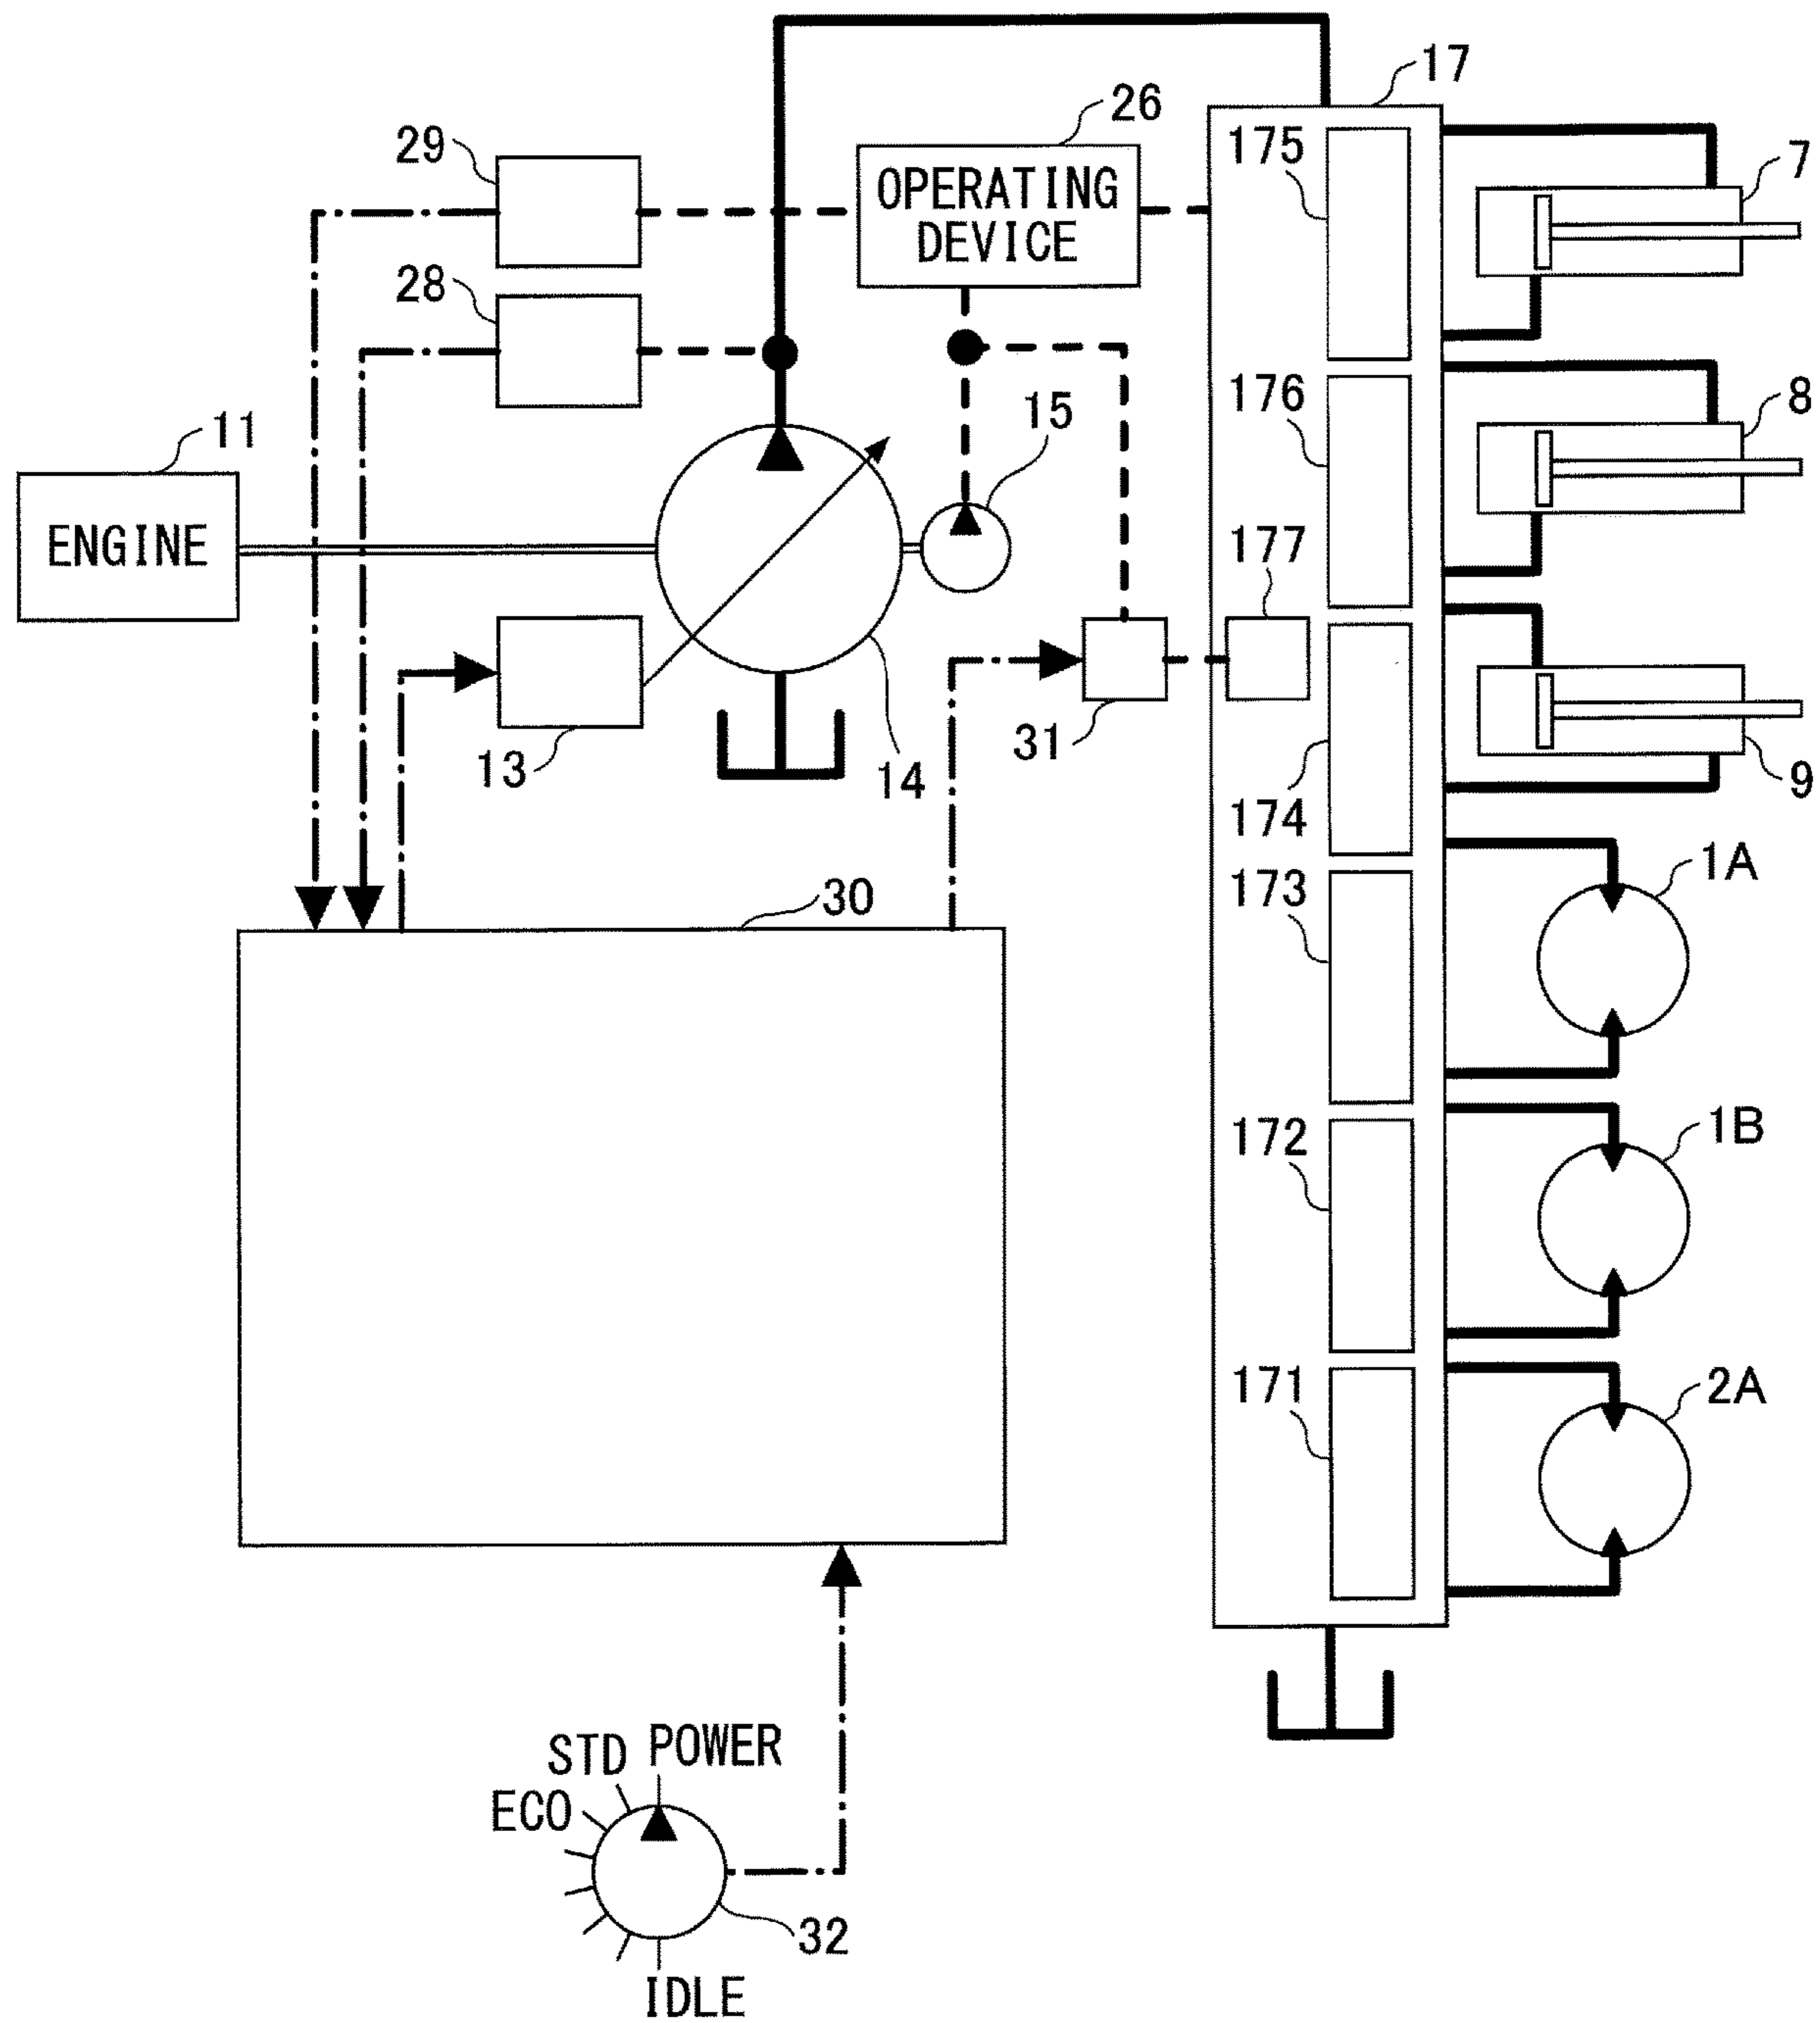 17
26
29
175
7
OPERATING
DEVICE
28
176
8
15
11
ENGINE
177
31
13
14
9
174
1A
30
173
1B
172
2A
171
STD POWER
ECO
32
IDLE